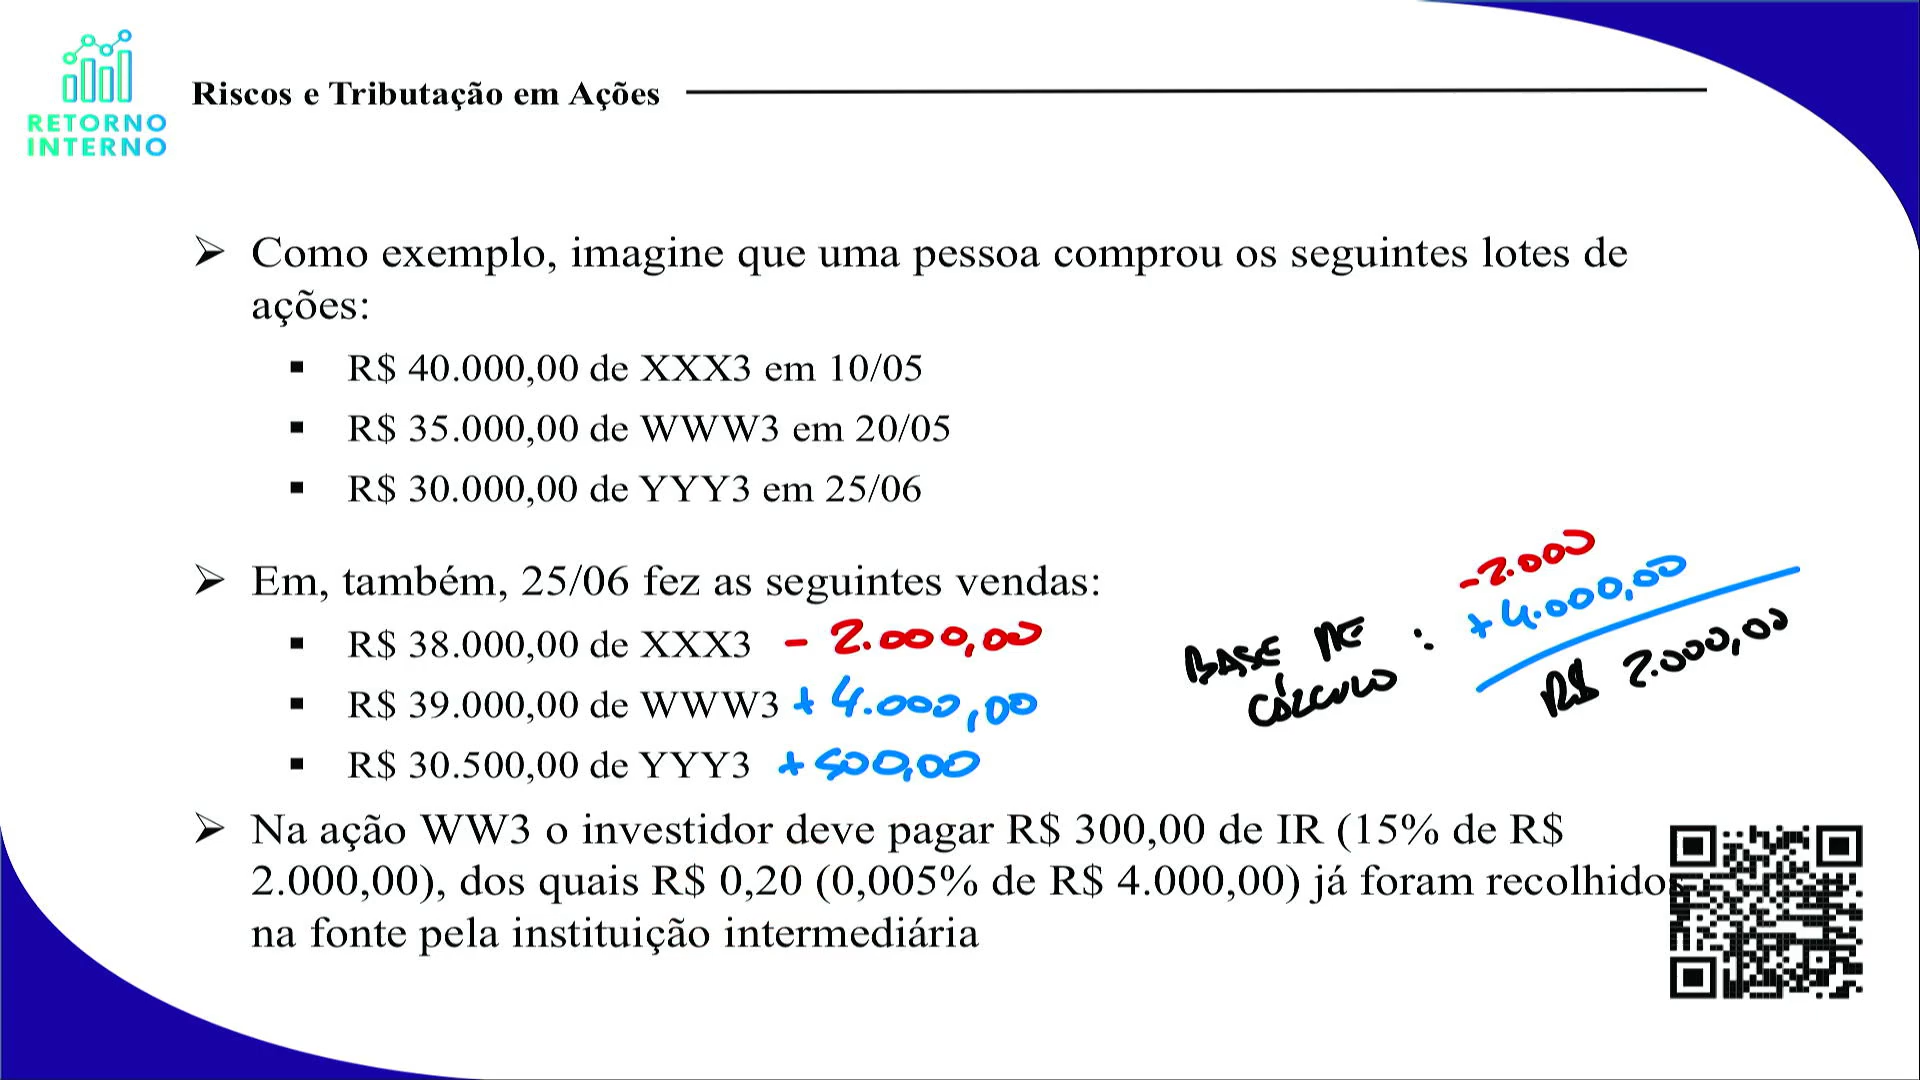 RETORNO
INTERNO
Riscos e Tributação em Ações
➢ Como exemplo, imagine que uma pessoa comprou os seguintes lotes de
ações:
▪ R$ 40.000,00 de XXX3 em 10/05
▪ R$ 35.000,00 de WWW3 em 20/05
▪ R$ 30.000,00 de YYY3 em 25/06
➢ Em, também, 25/06 fez as seguintes vendas:
▪ R$ 38.000,00 de XXX3 - 2.000,00
▪ R$ 39.000,00 de WWW3 + 4.000,00
▪ R$ 30.500,00 de YYY3 + 500,00
BASE DE
CÁLCULO :
-2.000
+ 4.000,00
R$ 2.000,00
➢ Na ação WW3 o investidor deve pagar R$ 300,00 de IR (15% de R$
2.000,00), dos quais R$ 0,20 (0,005% de R$ 4.000,00) já foram recolhidos
na fonte pela instituição intermediária